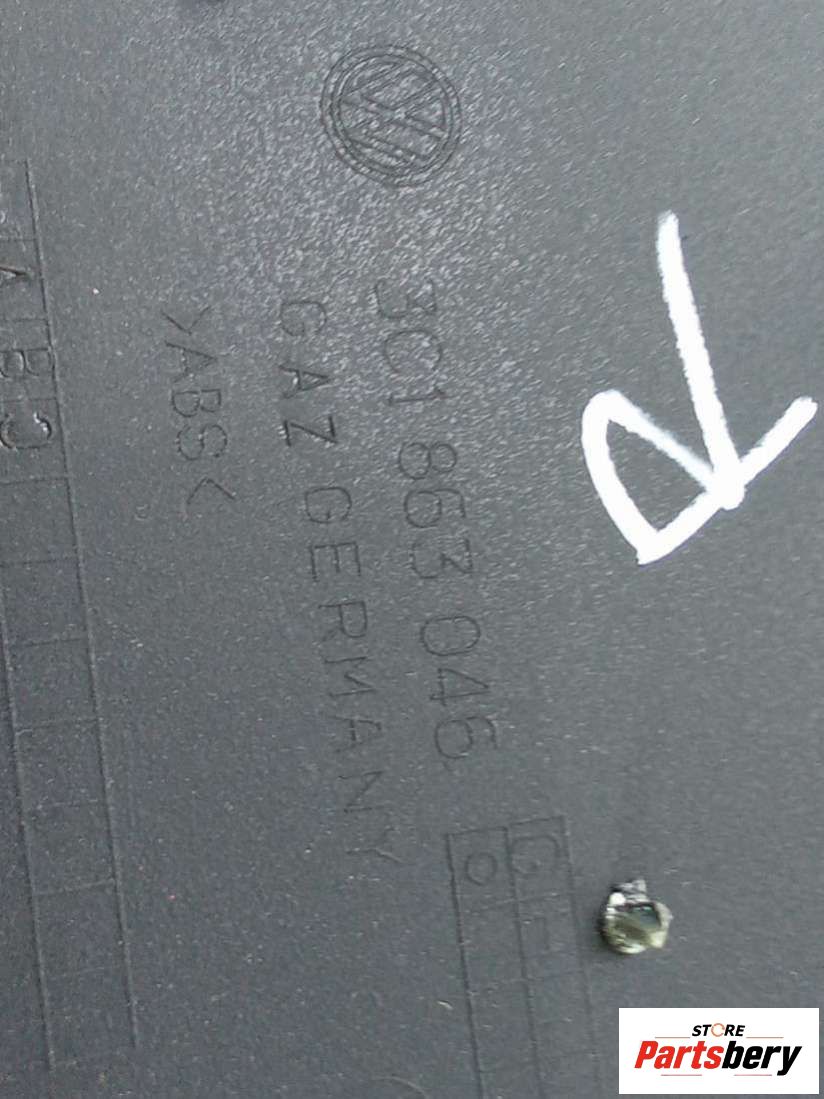 3C1 863 046
GAZ GERMANY
>ABS<
A B C
STORE
Partsbery